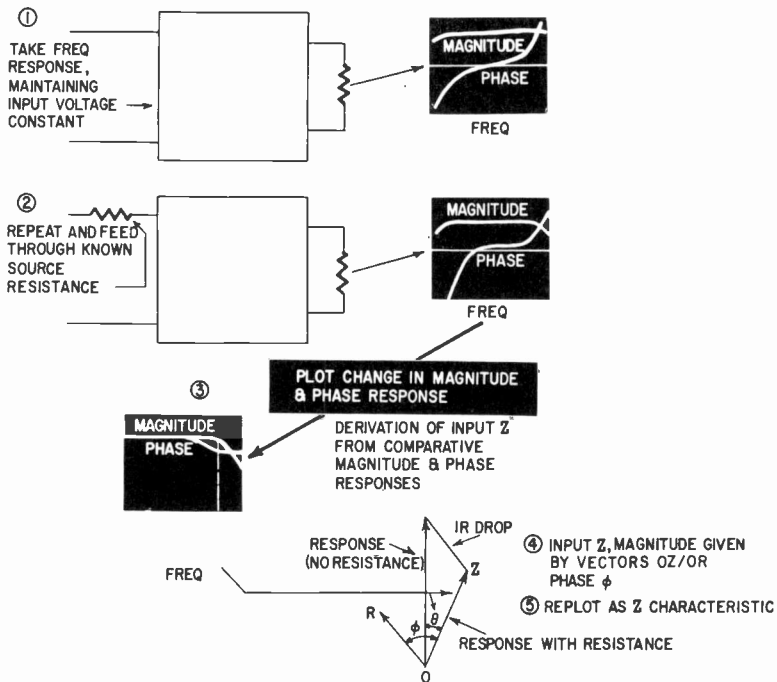 ①
TAKE FREQ
RESPONSE,
MAINTAINING
INPUT VOLTAGE
CONSTANT
MAGNITUDE
PHASE
FREQ
②
REPEAT AND FEED
THROUGH KNOWN
SOURCE
RESISTANCE
MAGNITUDE
PHASE
FREQ
③
PLOT CHANGE IN MAGNITUDE
& PHASE RESPONSE
MAGNITUDE
PHASE
DERIVATION OF INPUT Z
FROM COMPARATIVE
MAGNITUDE & PHASE
RESPONSES
FREQ
RESPONSE
(NO RESISTANCE)
IR DROP
Z
R
ϕ
θ
O
RESPONSE WITH RESISTANCE
④ INPUT Z, MAGNITUDE GIVEN
BY VECTORS OZ/OR
PHASE ϕ
⑤ REPLOT AS Z CHARACTERISTIC